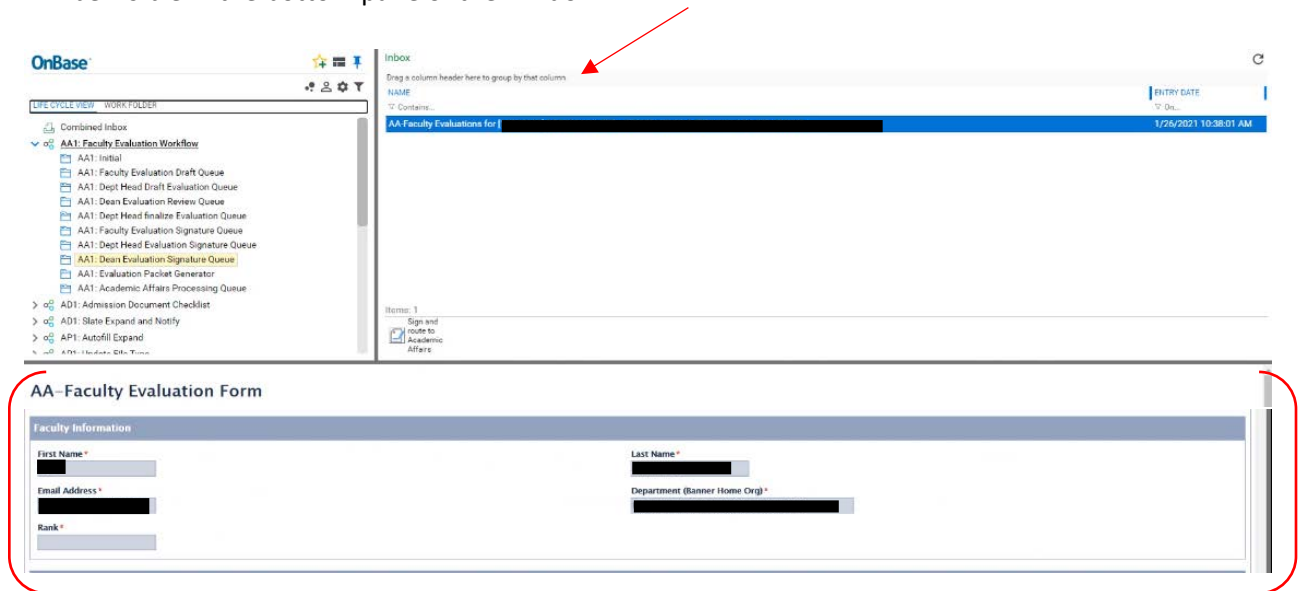 OnBase
LIFE CYCLE VIEW WORK FOLDER
Combined Inbox
AA1: Faculty Evaluation Workflow
AA1: Initial
AA1: Faculty Evaluation Draft Queue
AA1: Dept Head Draft Evaluation Queue
AA1: Dean Evaluation Review Queue
AA1: Dept Head finalize Evaluation Queue
AA1: Faculty Evaluation Signature Queue
AA1: Dept Head Evaluation Signature Queue
AA1: Dean Evaluation Signature Queue
AA1: Evaluation Packet Generator
AA1: Academic Affairs Processing Queue
AD1: Admission Document Checklist
AD1: Slate Expand and Notify
AP1: Autofill Expand
Inbox
Drag a column header here to group by that column
NAME ENTRY DATE
Contains... On...
AA-Faculty Evaluations for 1/26/2021 10:38:01 AM
Items: 1
Sign and
route to
Academic
Affairs
AA-Faculty Evaluation Form
Faculty Information
First Name* Last Name*
Email Address* Department (Banner Home Org)*
Rank*